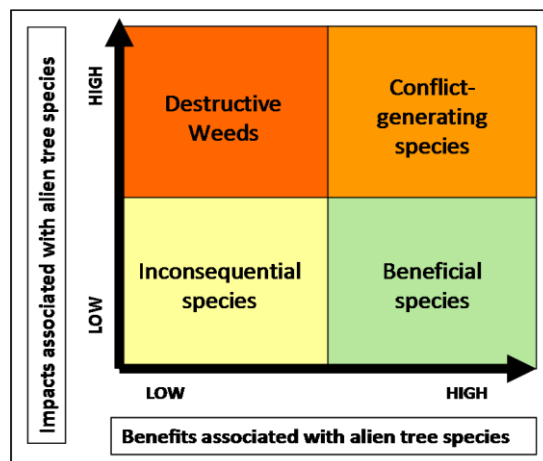 Impacts associated with alien tree species
HIGH
LOW
Destructive
Weeds
Conflict-
generating
species
Inconsequential
species
Beneficial
species
LOW
HIGH
Benefits associated with alien tree species